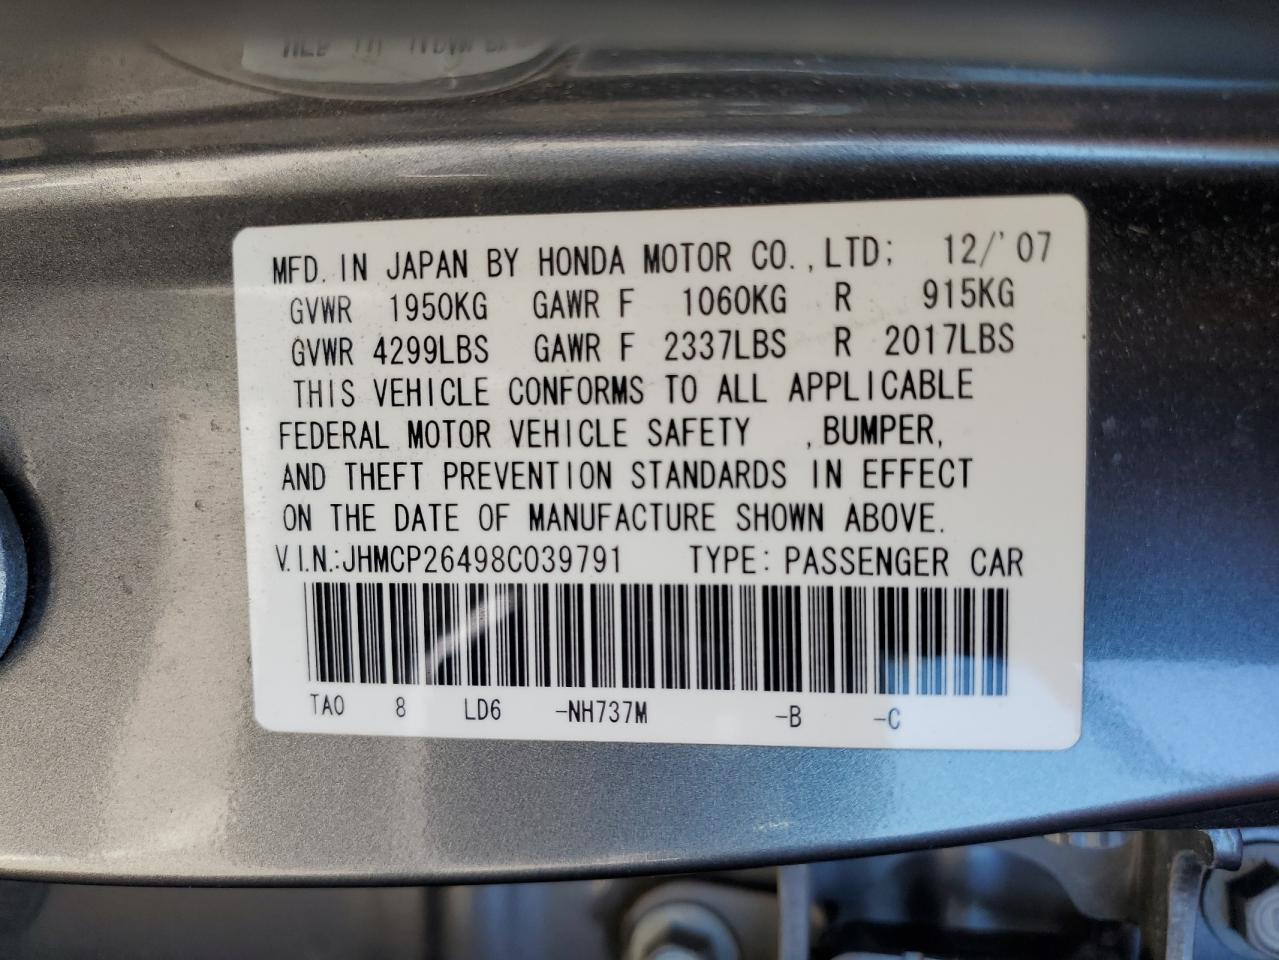 MFD. IN JAPAN BY HONDA MOTOR CO., LTD; 12/'07
GVWR 1950KG GAWR F 1060KG R 915KG
GVWR 4299LBS GAWR F 2337LBS R 2017LBS
THIS VEHICLE CONFORMS TO ALL APPLICABLE
FEDERAL MOTOR VEHICLE SAFETY , BUMPER,
AND THEFT PREVENTION STANDARDS IN EFFECT
ON THE DATE OF MANUFACTURE SHOWN ABOVE.
V.I.N.:JHMCP26498C039791 TYPE: PASSENGER CAR
TA0 8 LD6 -NH737M -B -C